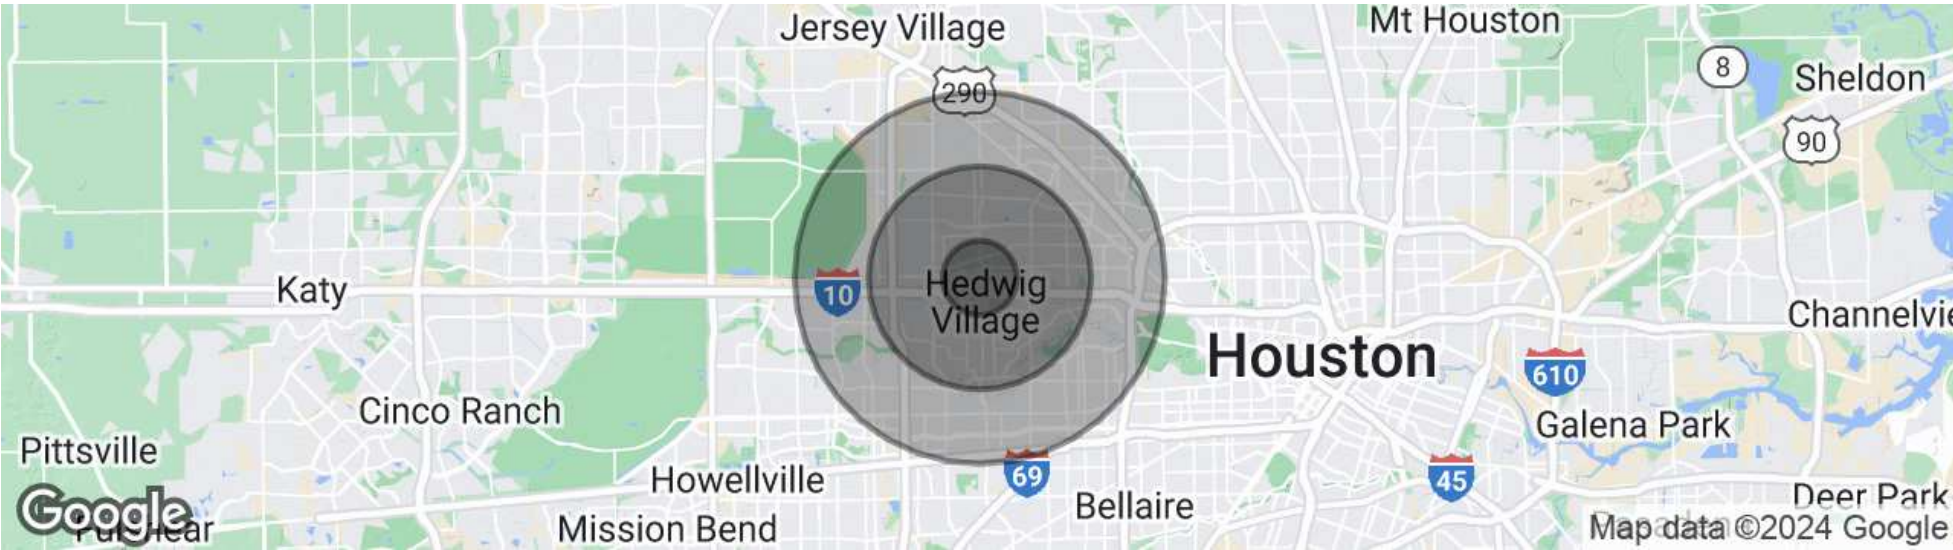 Jersey Village
Mt Houston
290
8
Sheldon
90
Katy
10
Hedwig
Village
Channelvie
Houston
610
Cinco Ranch
Galena Park
Pittsville
Howellville
69
45
Bellaire
Deer Park
Google
Mission Bend
Map data ©2024 Google